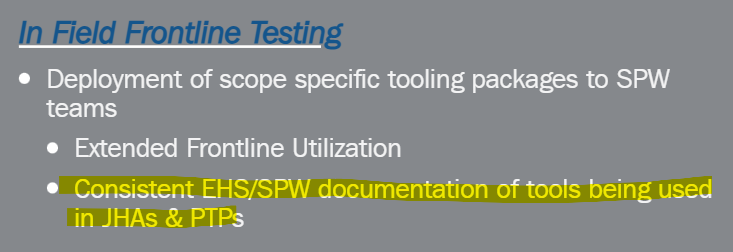 In Field Frontline Testing
• Deployment of scope specific tooling packages to SPW
teams
• Extended Frontline Utilization
• Consistent EHS/SPW documentation of tools being used
in JHAs & PTPs